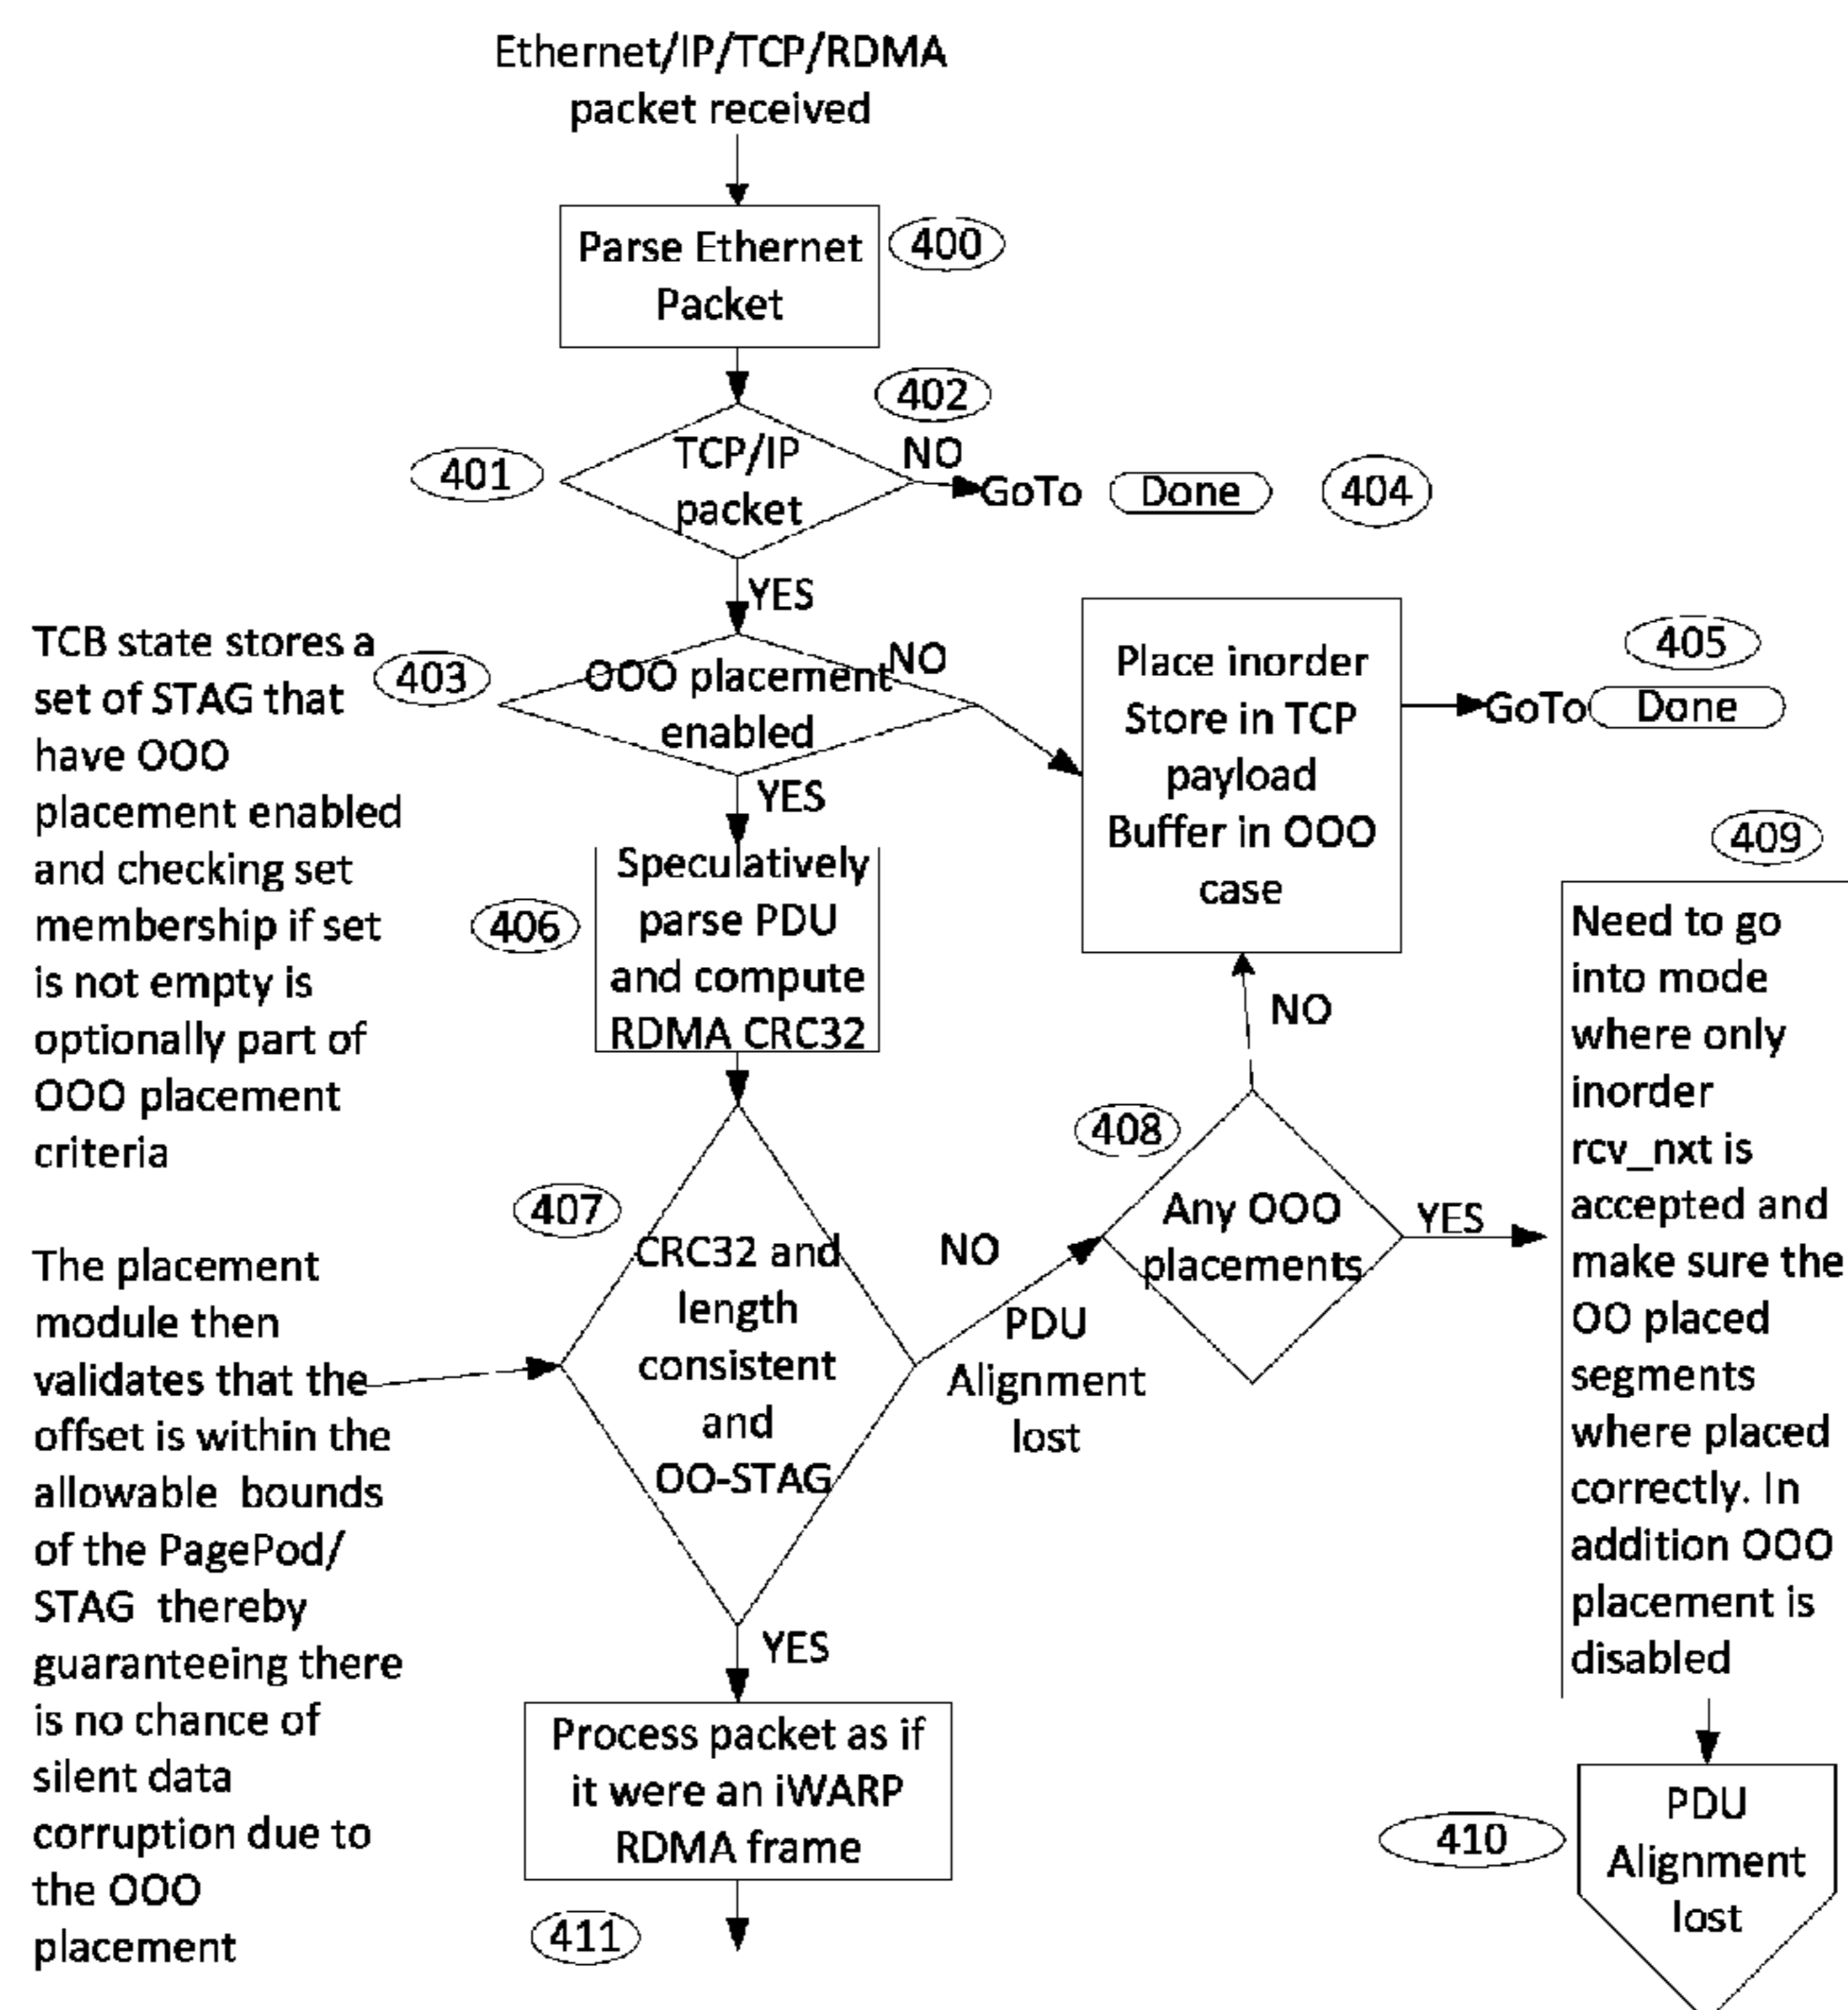 Ethernet/IP/TCP/RDMA
packet received
Parse Ethernet
Packet
400
402
401
TCP/IP
packet
NO
GoTo
Done
404
YES
TCB state stores a
set of STAG that
have OOO
placement enabled
and checking set
membership if set
is not empty is
optionally part of
OOO placement
criteria
403
OOO placement
enabled
NO
Place inorder
Store in TCP
payload
Buffer in OOO
case
405
GoTo
Done
YES
406
Speculatively
parse PDU
and compute
RDMA CRC32
409
Need to go
into mode
where only
inorder
rcv_nxt is
accepted and
make sure the
OO placed
segments
where placed
correctly. In
addition OOO
placement is
disabled
NO
408
Any OOO
placements
YES
407
CRC32 and
length
consistent
and
OO-STAG
NO
PDU
Alignment
lost
The placement
module then
validates that the
offset is within the
allowable bounds
of the PagePod/
STAG thereby
guaranteeing there
is no chance of
silent data
corruption due to
the OOO
placement
YES
Process packet as if
it were an iWARP
RDMA frame
411
410
PDU
Alignment
lost